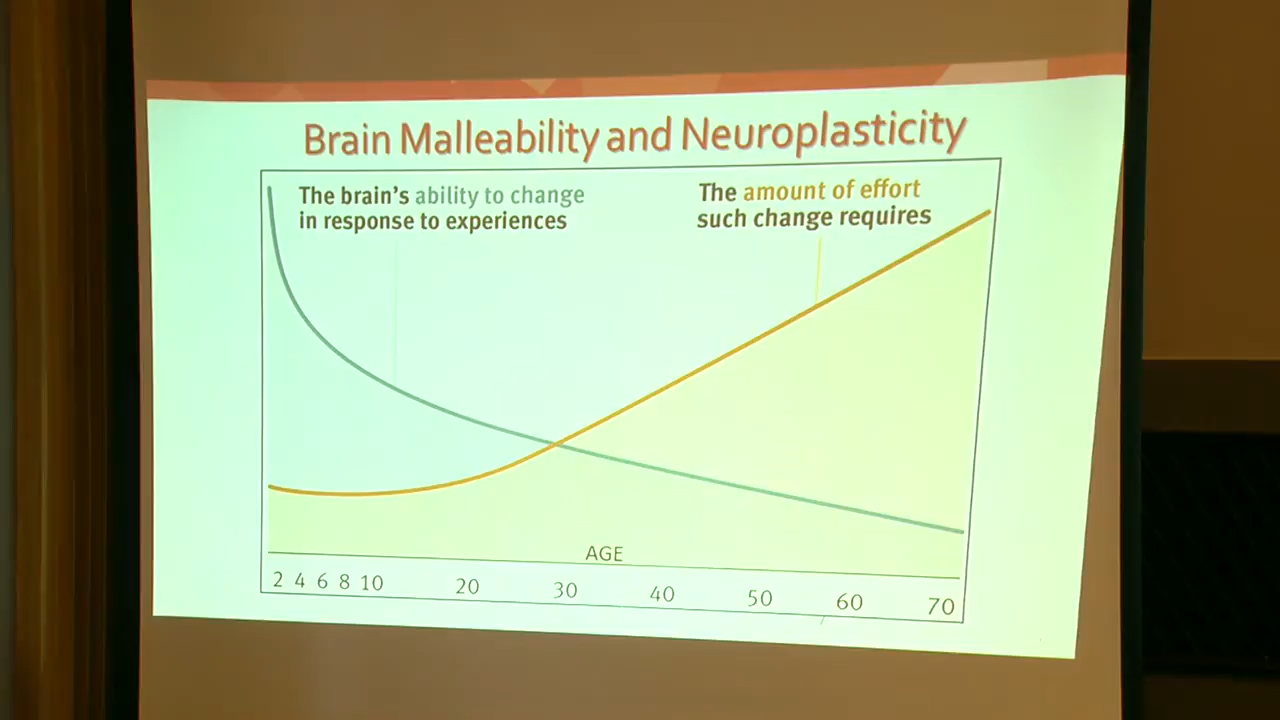 Brain Malleability and Neuroplasticity
The brain's ability to change
in response to experiences
The amount of effort
such change requires
AGE
2 4 6 8 10 20 30 40 50 60 70